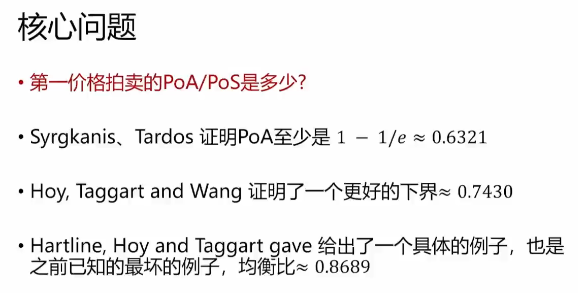 核心问题
• 第一价格拍卖的PoA/PoS是多少?
• Syrgkanis、Tardos 证明PoA至少是 1 − 1/e ≈ 0.6321
• Hoy, Taggart and Wang 证明了一个更好的下界≈ 0.7430
• Hartline, Hoy and Taggart gave 给出了一个具体的例子，也是
之前已知的最坏的例子，均衡比≈ 0.8689